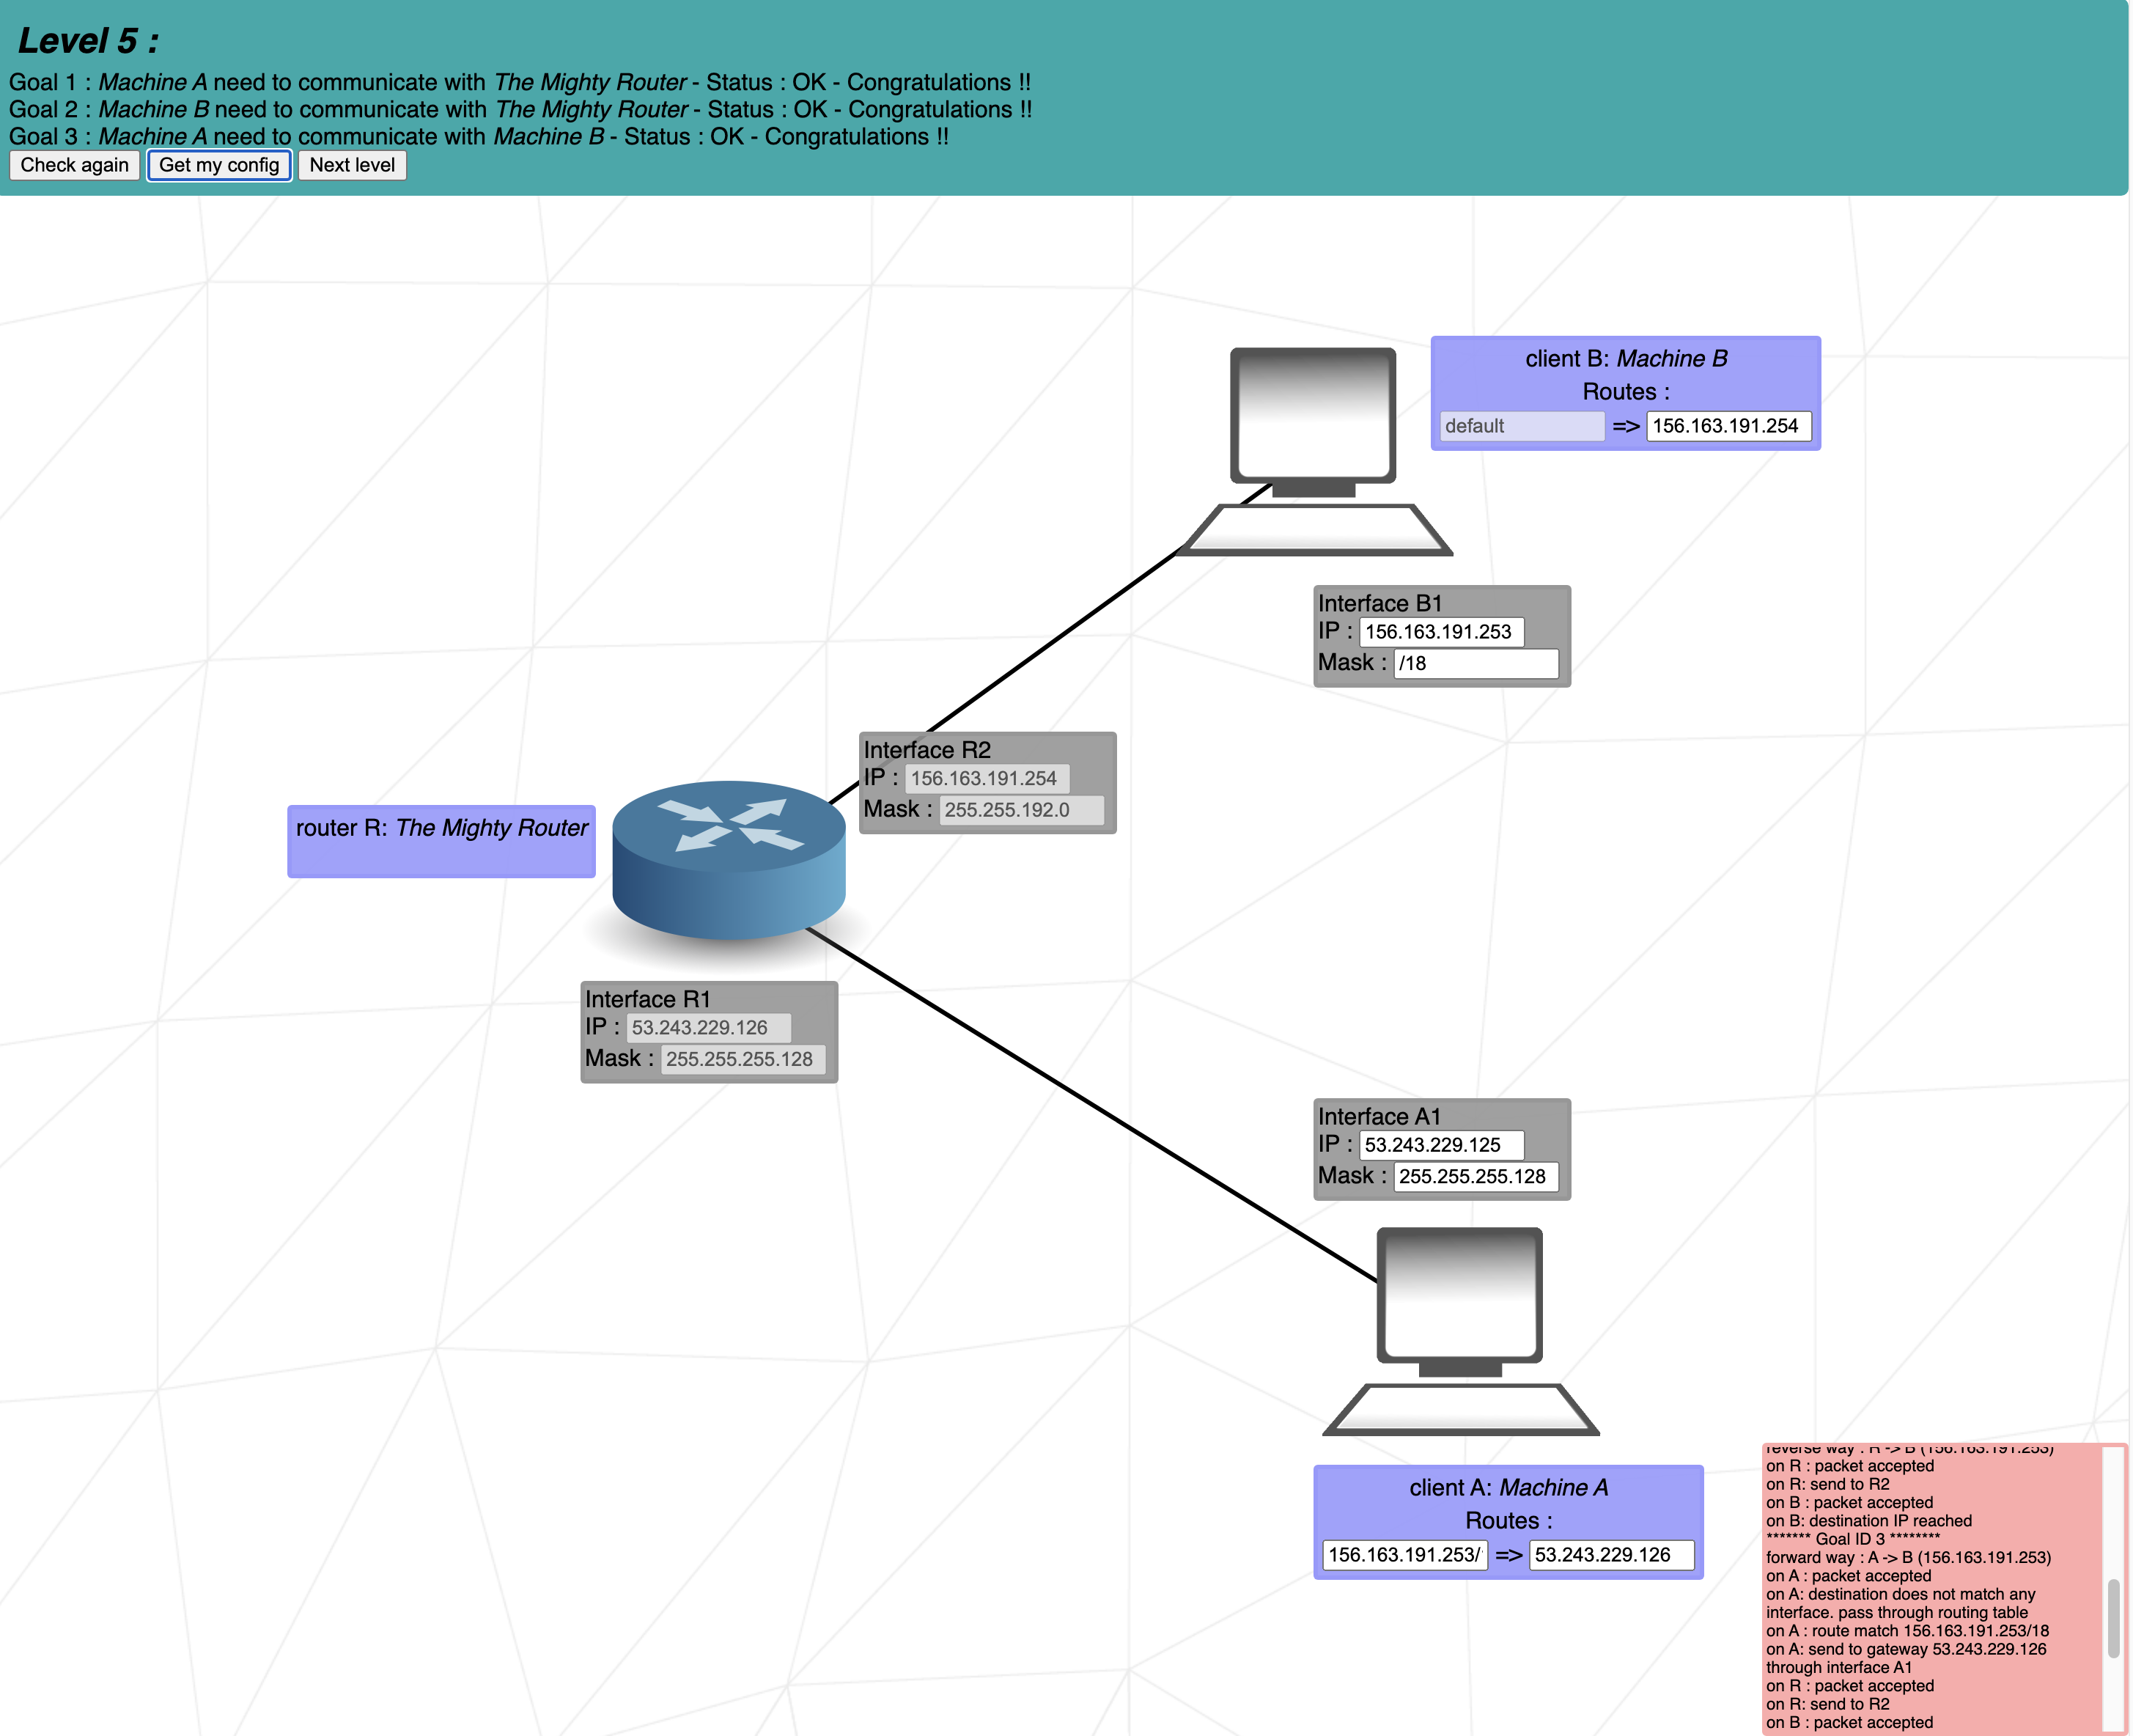 Level 5 :
Goal 1 : Machine A need to communicate with The Mighty Router - Status : OK - Congratulations !!
Goal 2 : Machine B need to communicate with The Mighty Router - Status : OK - Congratulations !!
Goal 3 : Machine A need to communicate with Machine B - Status : OK - Congratulations !!
Check again Get my config Next level
client B: Machine B
Routes :
default => 156.163.191.254
Interface B1
IP : 156.163.191.253
Mask : /18
Interface R2
IP : 156.163.191.254
Mask : 255.255.192.0
router R: The Mighty Router
Interface R1
IP : 53.243.229.126
Mask : 255.255.255.128
Interface A1
IP : 53.243.229.125
Mask : 255.255.255.128
client A: Machine A
Routes :
156.163.191.253/ => 53.243.229.126
reverse way : R -> B (156.163.191.253)
on R : packet accepted
on R: send to R2
on B : packet accepted
on B: destination IP reached
******* Goal ID 3 ********
forward way : A -> B (156.163.191.253)
on A : packet accepted
on A: destination does not match any
interface. pass through routing table
on A : route match 156.163.191.253/18
on A: send to gateway 53.243.229.126
through interface A1
on R : packet accepted
on R: send to R2
on B : packet accepted